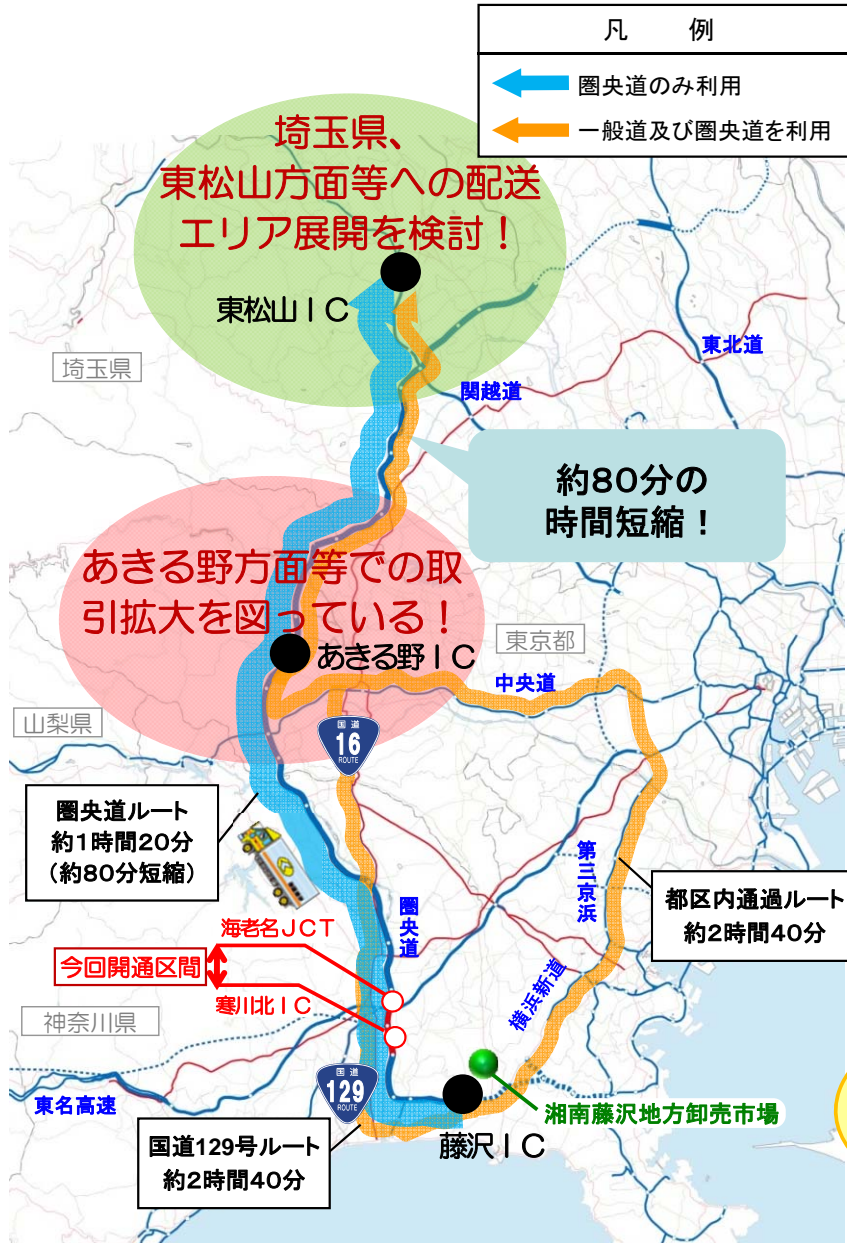 凡　例
圏央道のみ利用
一般道及び圏央道を利用
埼玉県、
東松山方面等への配送
エリア展開を検討！
東松山ＩＣ
埼玉県
東北道
関越道
約80分の
時間短縮！
あきる野方面等での取
引拡大を図っている！
あきる野ＩＣ
東京都
中央道
山梨県
国道
16
ROUTE
圏央道ルート
約1時間20分
（約80分短縮）
第三京浜
都区内通過ルート
約2時間40分
圏央道
海老名ＪＣＴ
今回開通区間
寒川北ＩＣ
横浜新道
神奈川県
東名高速
国道
129
ROUTE
湘南藤沢地方卸売市場
藤沢ＩＣ
国道129号ルート
約2時間40分